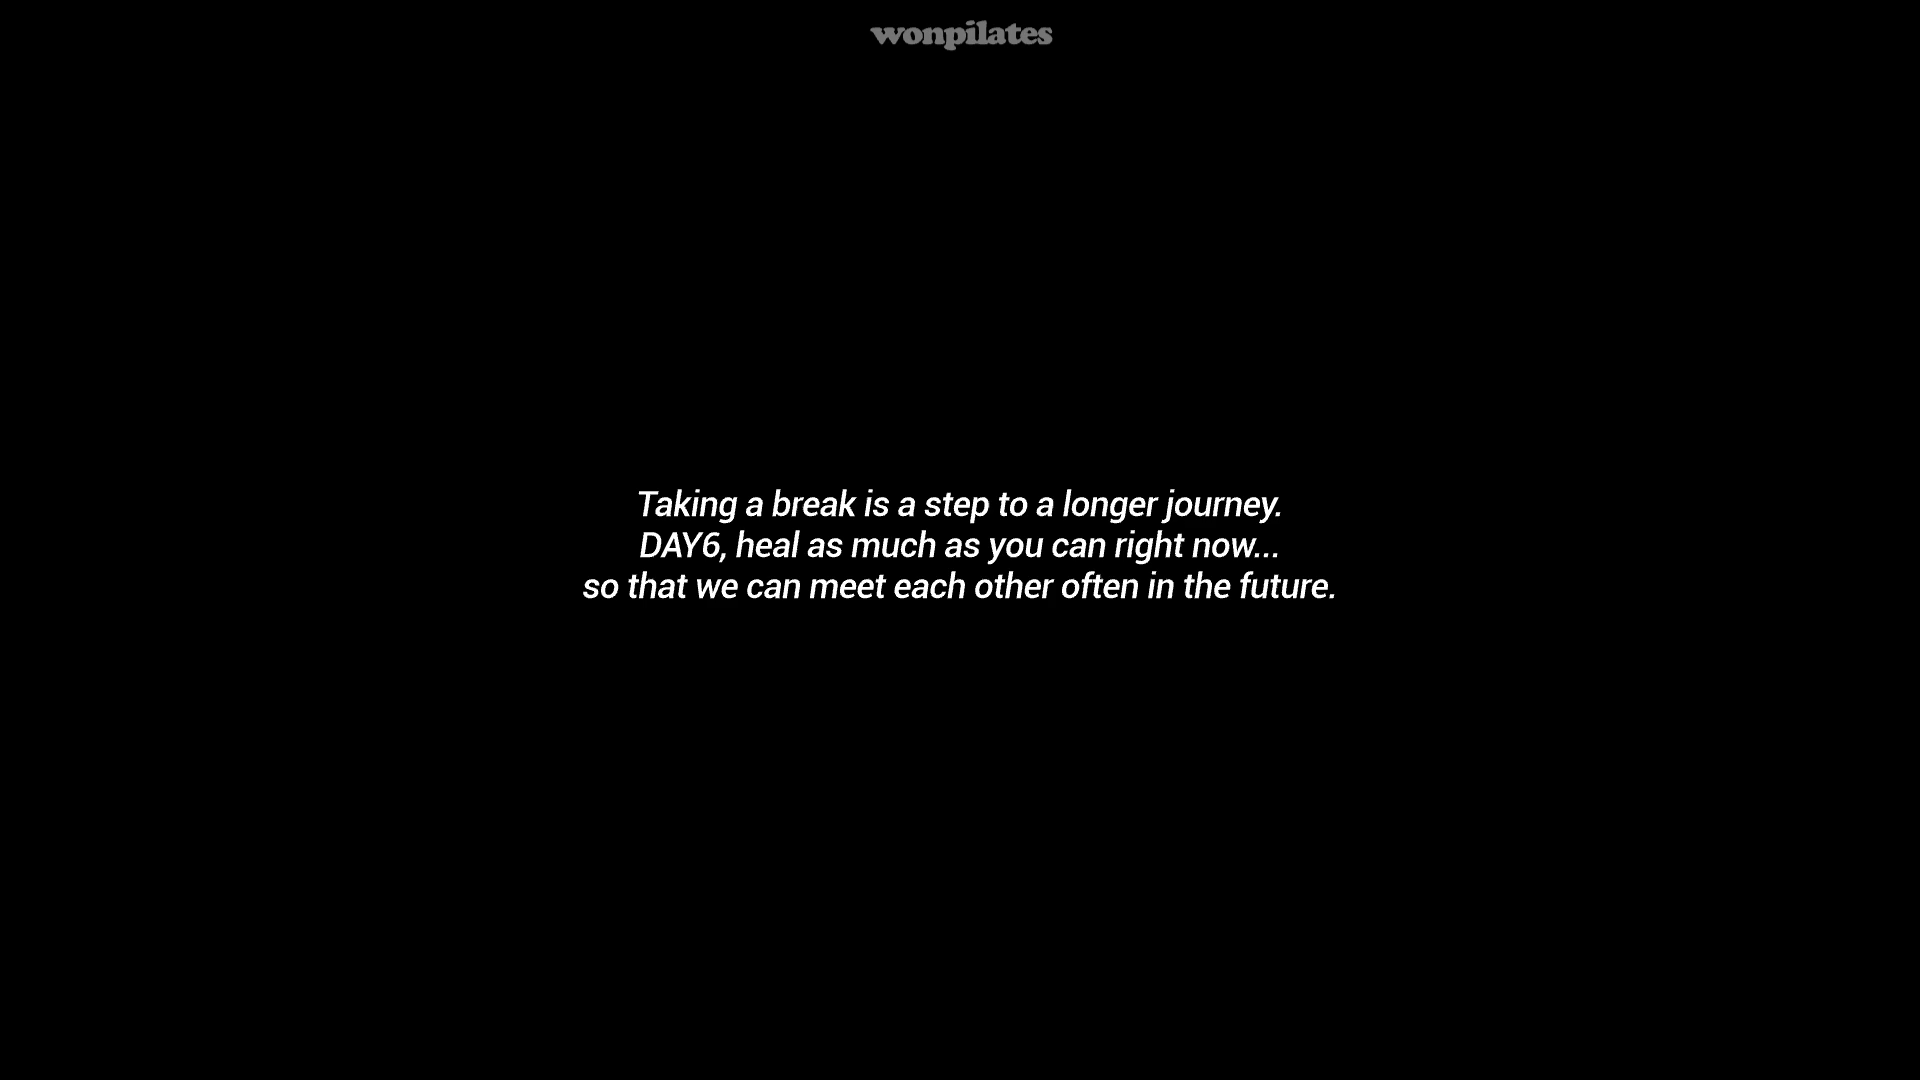 wonpilates
Taking a break is a step to a longer journey.
DAY6, heal as much as you can right now...
so that we can meet each other often in the future.